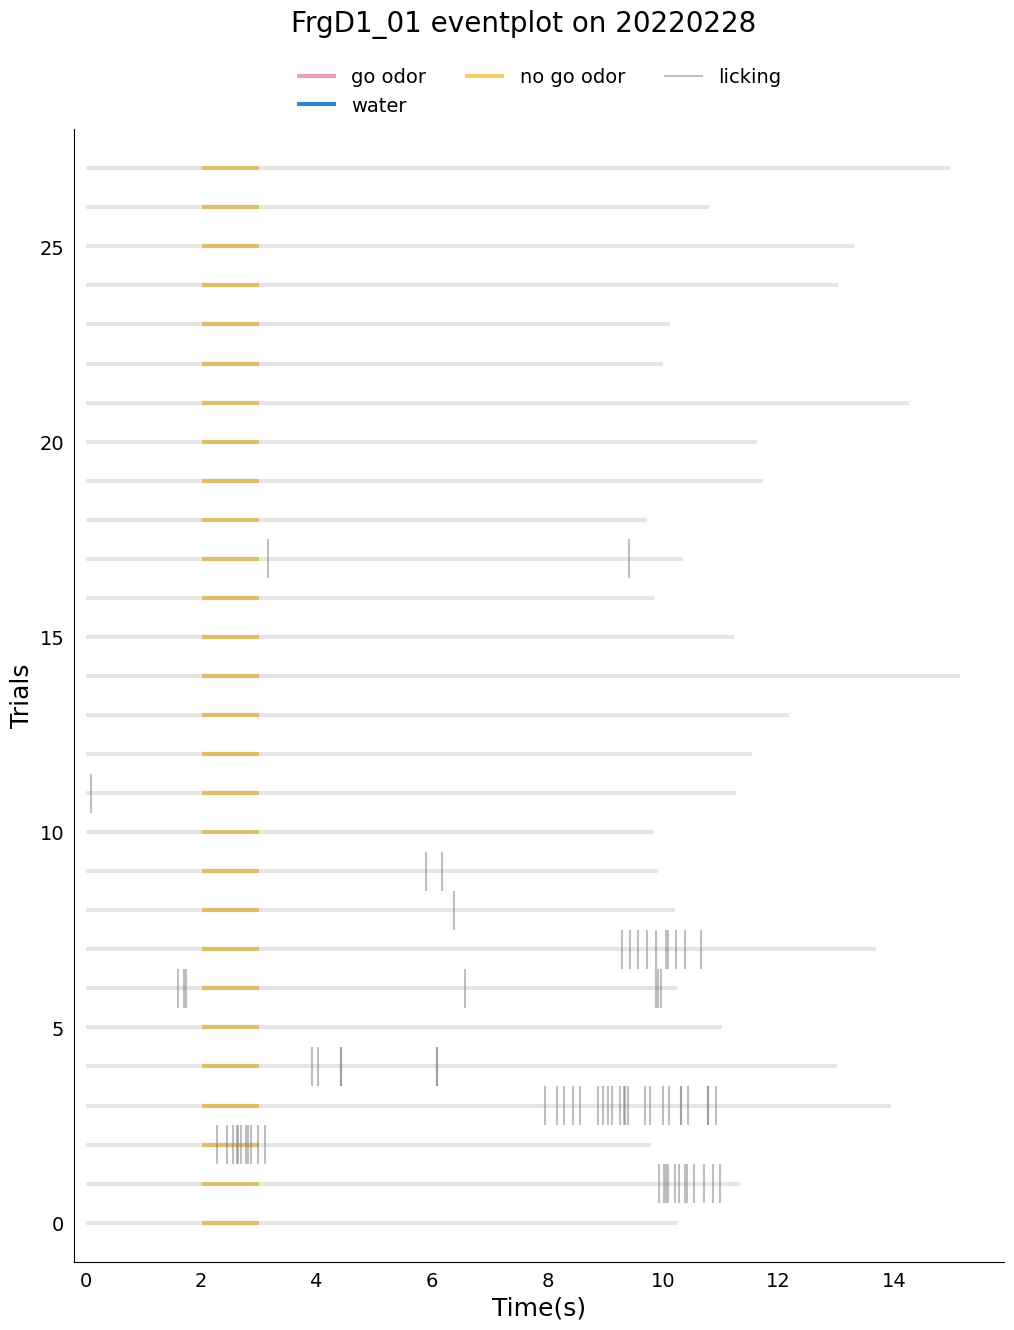 FrgD1_01 eventplot on 20220228
go odor
no go odor
licking
water
25
20
15
10
5
0
Trials
0 2 4 6 8 10 12 14
Time(s)